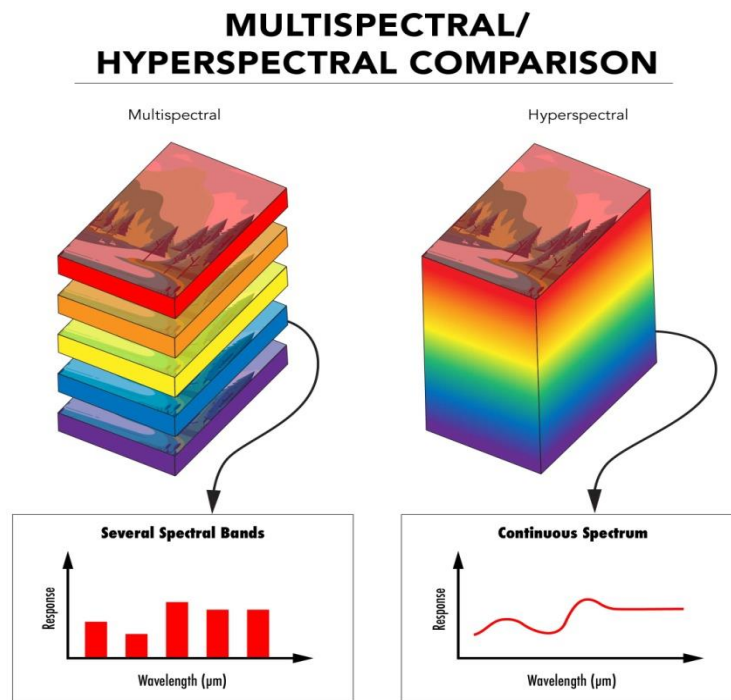 MULTISPECTRAL/
HYPERSPECTRAL COMPARISON
Multispectral
Hyperspectral
Several Spectral Bands
Response
Wavelength (µm)
Continuous Spectrum
Response
Wavelength (µm)